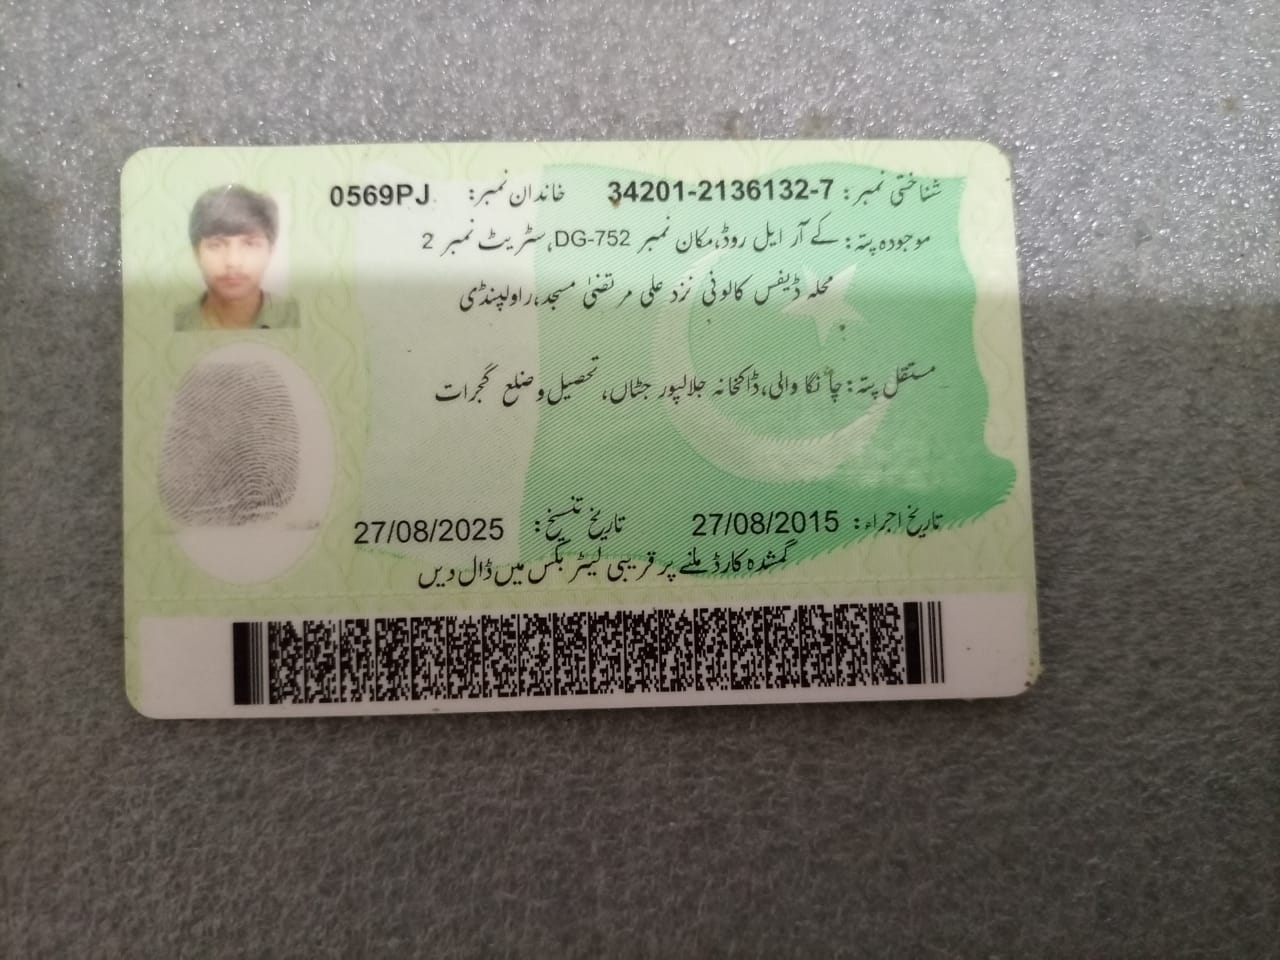 شناختی نمبر: 34201-2136132-7 خاندان نمبر: 0569PJ
موجودہ پتہ: کے آر ایل روڈ،مکان نمبر DG-752،سٹریٹ نمبر 2
محلہ ڈیفس کالونی نزد علی مرتضیٰ مسجد،راولپنڈی
مستقل پتہ: چانگا والی،ڈاکخانہ جلالپور جٹاں، تحصیل و ضلع گجرات
تاریخ اجراء: 27/08/2015 تاریخ تنسیخ: 27/08/2025
گمشدہ کارڈ ملنے پر قریبی لیٹر بکس میں ڈال دیں